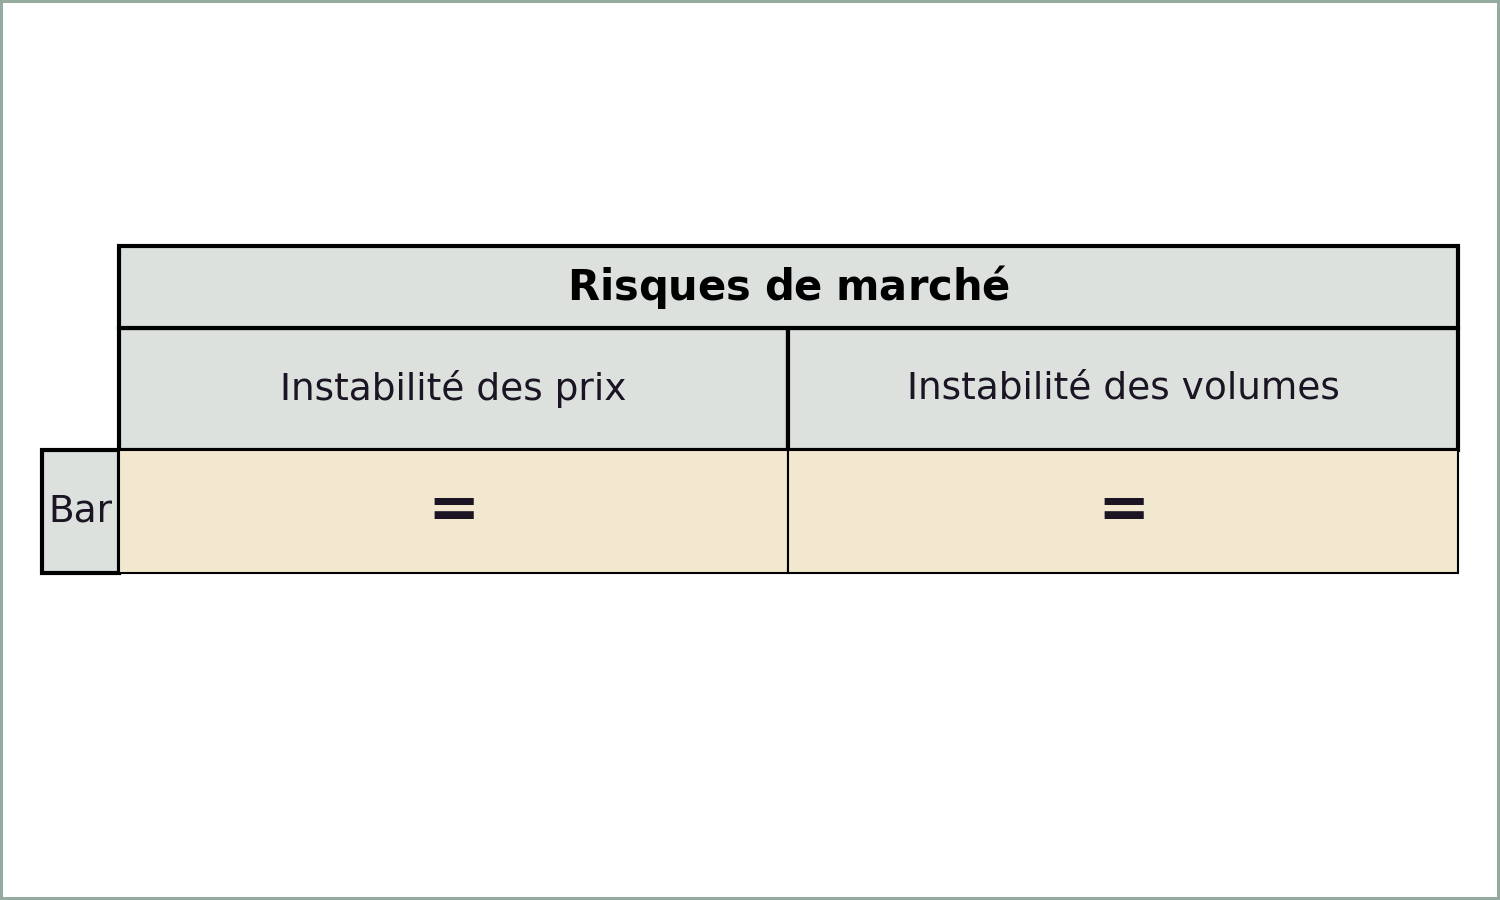 Risques de marché
Instabilité des prix
Instabilité des volumes
Bar
=
=